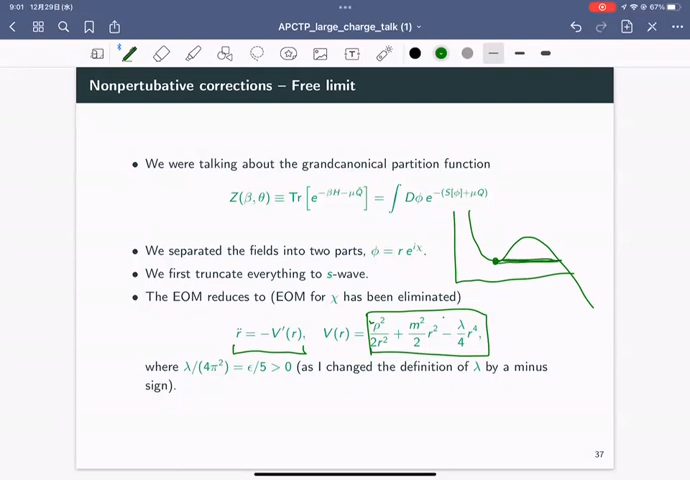 9:01 12月29日(水)
67%
APCTP_large_charge_talk (1)
Nonpertubative corrections – Free limit
• We were talking about the grandcanonical partition function
Z(β, θ) ≡ Tr[e^{−βH−μQ̂}] = ∫ Dϕ e^{−(S[ϕ]+μQ)}
• We separated the fields into two parts, ϕ = r e^{iχ}.
• We first truncate everything to s-wave.
• The EOM reduces to (EOM for χ has been eliminated)
r̈ = −V′(r), V(r) = ρ²/2r² + m²/2 r² − λ/4 r⁴,
where λ/(4π²) = ϵ/5 > 0 (as I changed the definition of λ by a minus
sign).
37